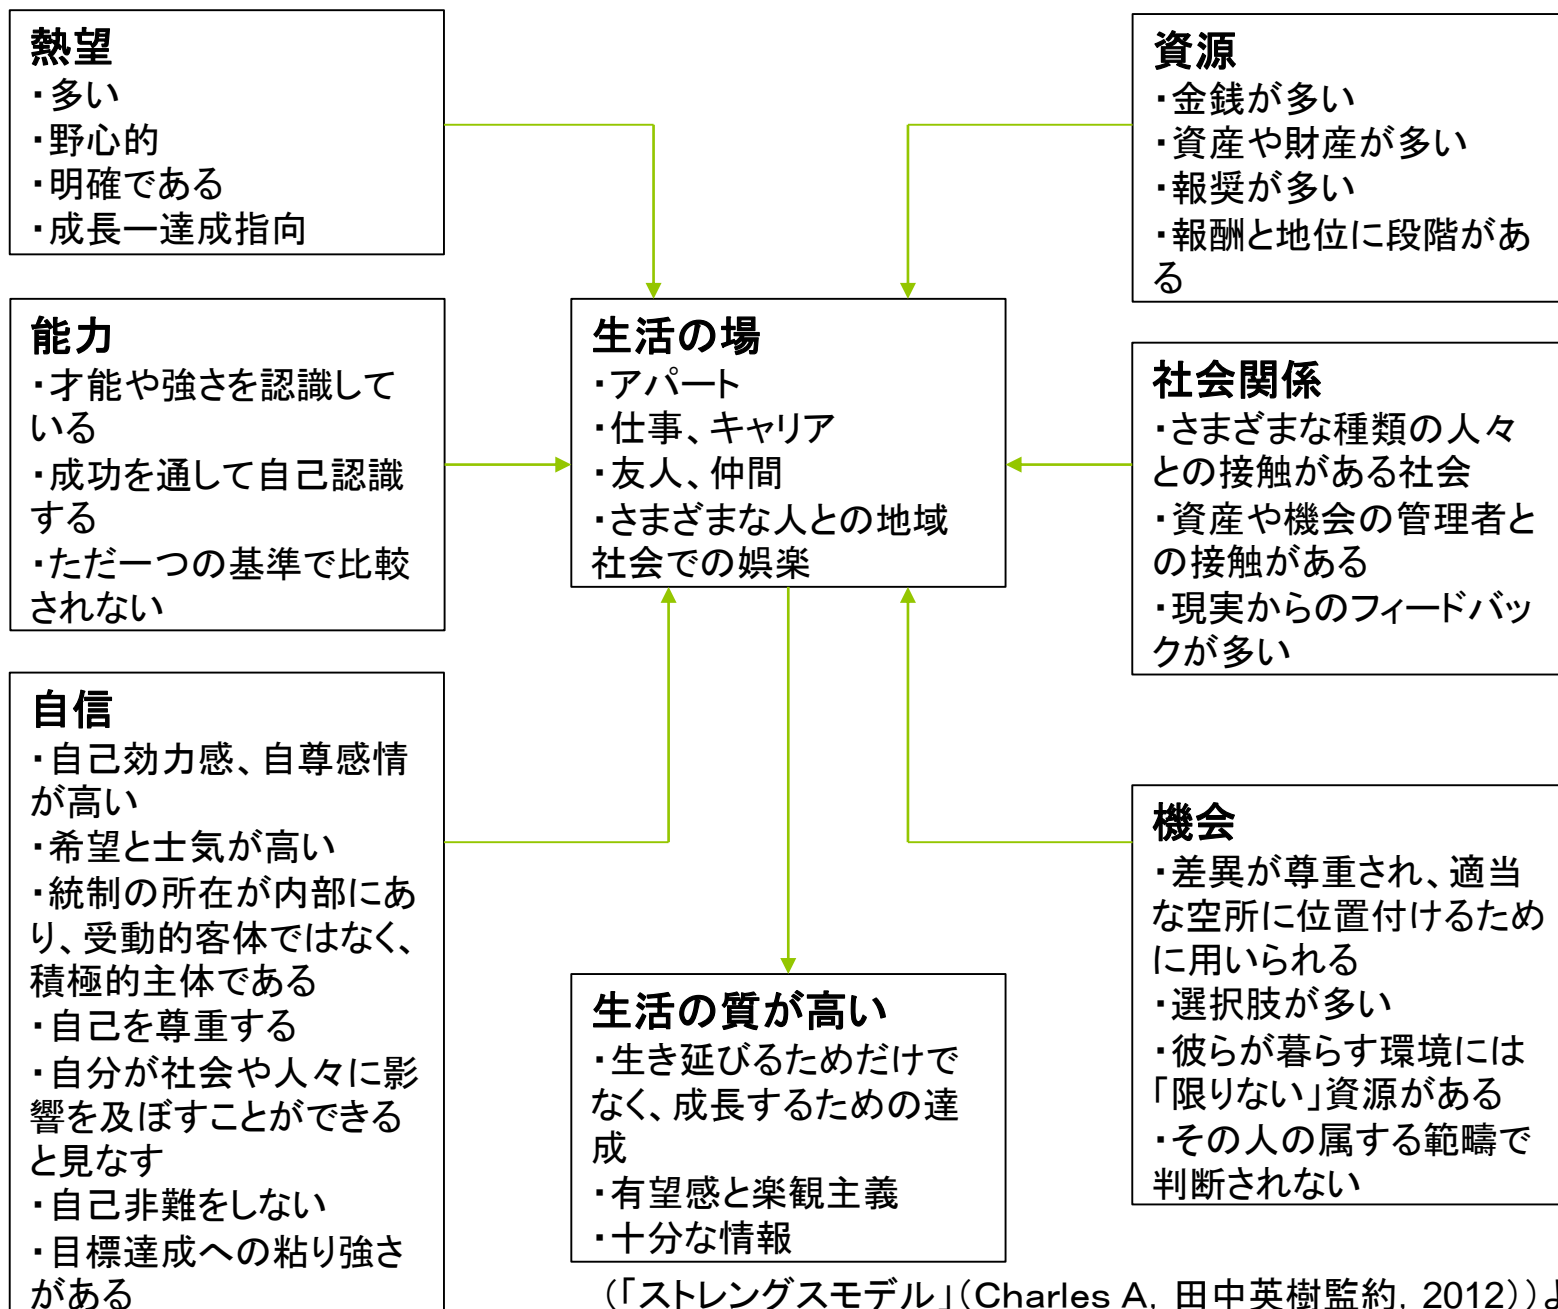 熱望
・多い
・野心的
・明確である
・成長ー達成指向
能力
・才能や強さを認識して
いる
・成功を通して自己認識
する
・ただ一つの基準で比較
されない
自信
・自己効力感、自尊感情
が高い
・希望と士気が高い
・統制の所在が内部にあ
り、受動的客体ではなく、
積極的主体である
・自己を尊重する
・自分が社会や人々に影
響を及ぼすことができる
と見なす
・自己非難をしない
・目標達成への粘り強さ
がある
生活の場
・アパート
・仕事、キャリア
・友人、仲間
・さまざまな人との地域
社会での娯楽
生活の質が高い
・生き延びるためだけで
なく、成長するための達
成
・有望感と楽観主義
・十分な情報
資源
・金銭が多い
・資産や財産が多い
・報奨が多い
・報酬と地位に段階があ
る
社会関係
・さまざまな種類の人々
との接触がある社会
・資産や機会の管理者と
の接触がある
・現実からのフィードバッ
クが多い
機会
・差異が尊重され、適当
な空所に位置付けるため
に用いられる
・選択肢が多い
・彼らが暮らす環境には
「限りない」資源がある
・その人の属する範疇で
判断されない
（「ストレングスモデル」（Charles A, 田中英樹監約, 2012））よ